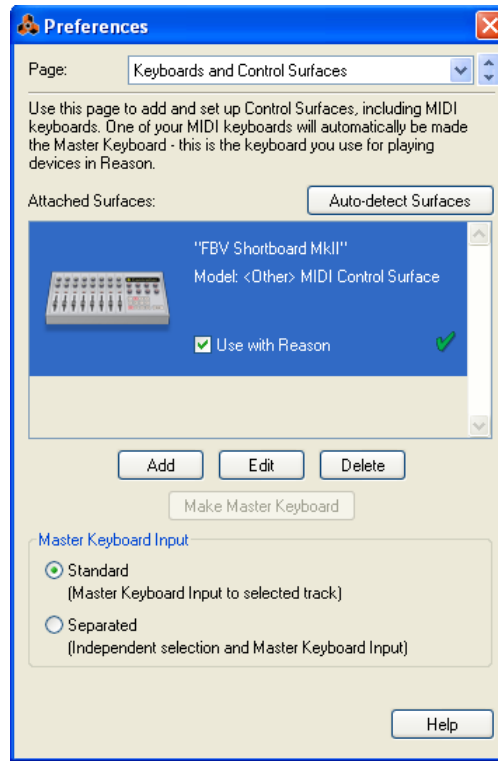 Preferences
Page: Keyboards and Control Surfaces
Use this page to add and set up Control Surfaces, including MIDI
keyboards. One of your MIDI keyboards will automatically be made
the Master Keyboard - this is the keyboard you use for playing
devices in Reason.
Attached Surfaces: Auto-detect Surfaces
"FBV Shortboard MkII"
Model: <Other> MIDI Control Surface
Use with Reason
Add Edit Delete
Make Master Keyboard
Master Keyboard Input
Standard
(Master Keyboard Input to selected track)
Separated
(Independent selection and Master Keyboard Input)
Help